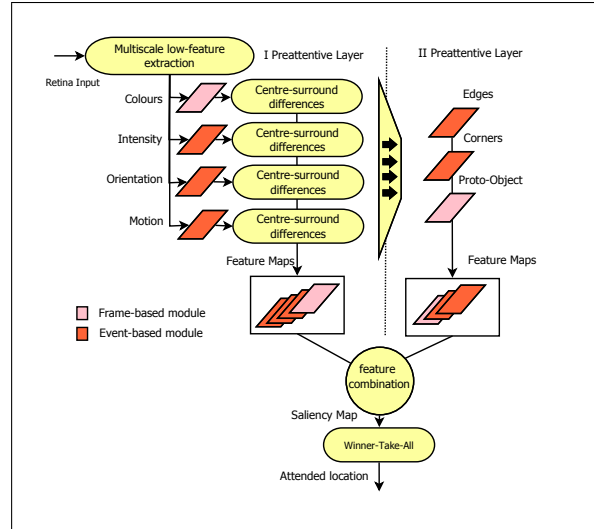 Multiscale low-feature
extraction
I Preattentive Layer
II Preattentive Layer
Retina Input
Colours
Centre-surround
differences
Intensity
Centre-surround
differences
Orientation
Centre-surround
differences
Motion
Centre-surround
differences
Edges
Corners
Proto-Object
Feature Maps
Feature Maps
Frame-based module
Event-based module
feature
combination
Saliency Map
Winner-Take-All
Attended location